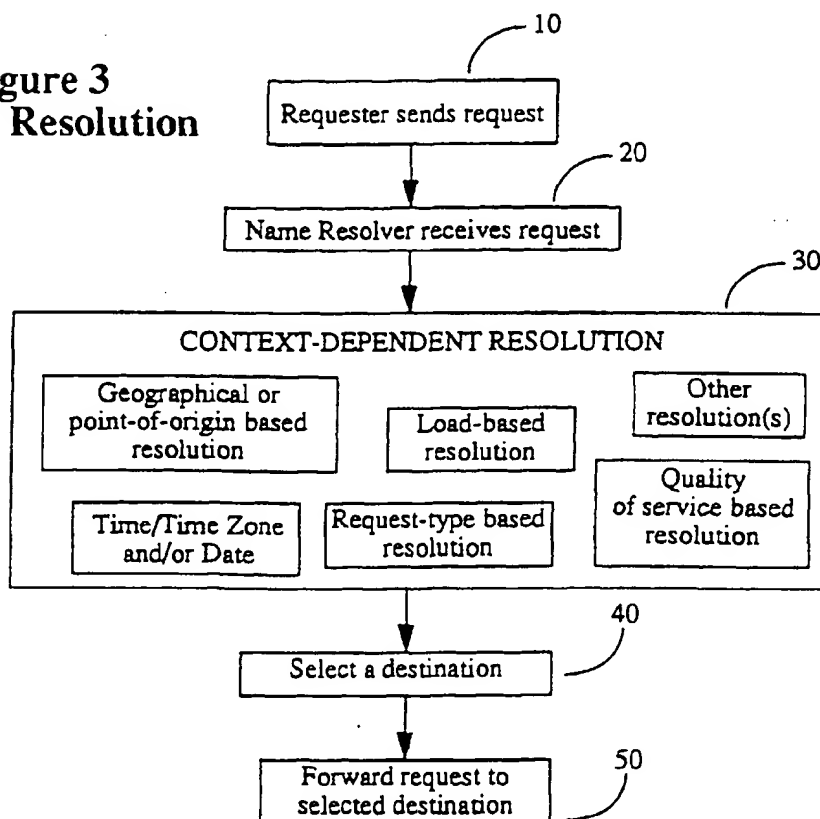 10
gure 3
Resolution
Requester sends request
20
Name Resolver receives request
30
CONTEXT-DEPENDENT RESOLUTION
Geographical or
point-of-origin based
resolution
Load-based
resolution
Other
resolution(s)
Time/Time Zone
and/or Date
Request-type based
resolution
Quality
of service based
resolution
40
Select a destination
50
Forward request to
selected destination